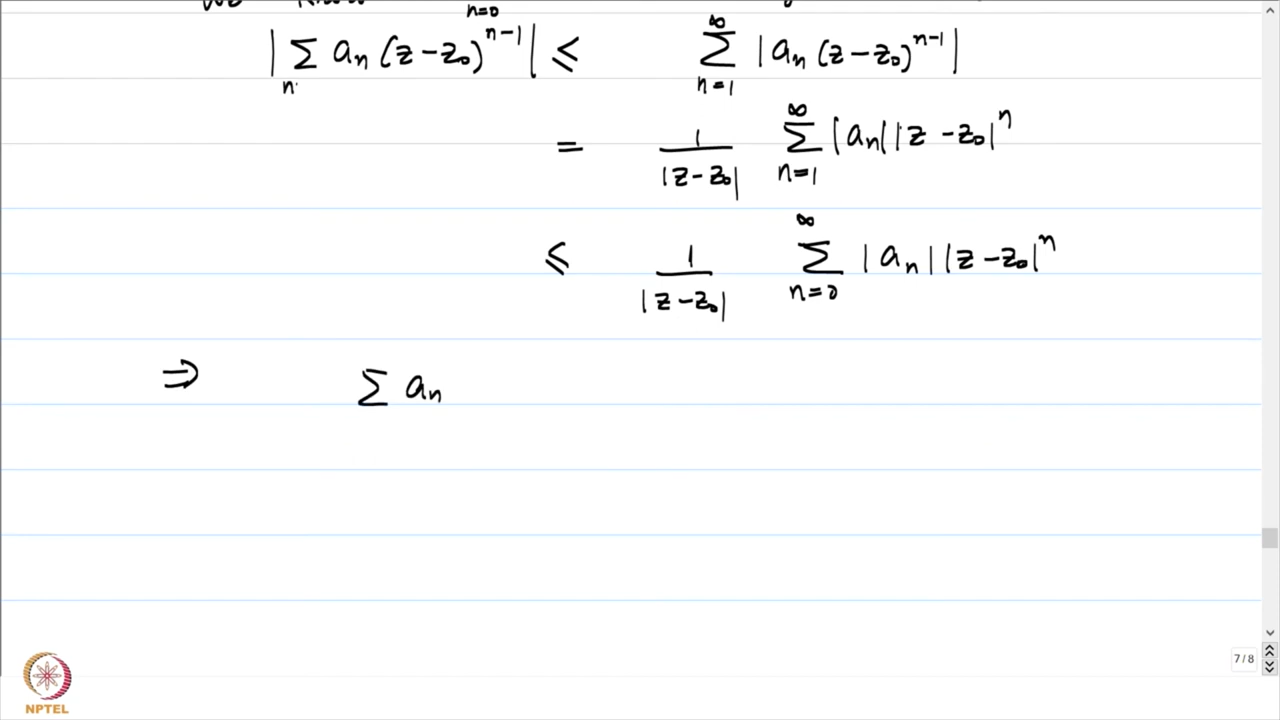 n=0
|Σ aₙ (z-z₀)ⁿ⁻¹| ≤ ∞ Σ n=1 |aₙ (z-z₀)ⁿ⁻¹|
n
= 1/|z-z₀| ∞ Σ n=1 |aₙ||z-z₀|ⁿ
≤ 1/|z-z₀| ∞ Σ n=0 |aₙ||z-z₀|ⁿ
⇒ Σ aₙ
7/8
NPTEL